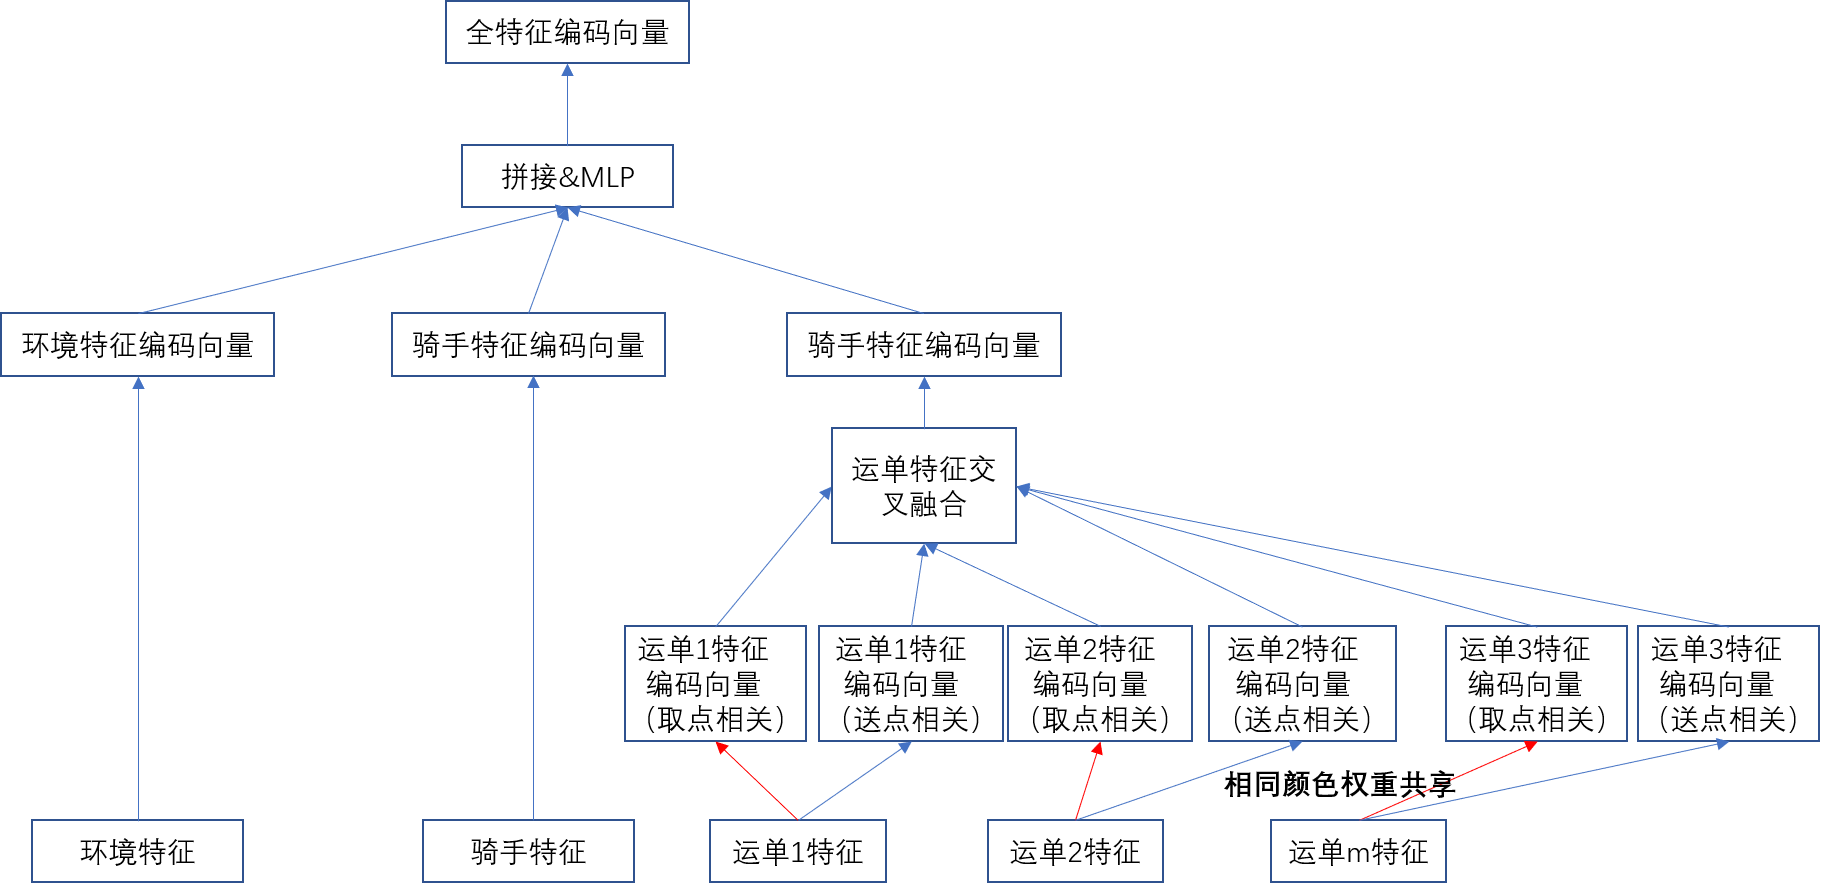 全特征编码向量
拼接&MLP
环境特征编码向量
骑手特征编码向量
骑手特征编码向量
运单特征交
叉融合
运单1特征
编码向量
（取点相关）
运单1特征
编码向量
（送点相关）
运单2特征
编码向量
（取点相关）
运单2特征
编码向量
（送点相关）
运单3特征
编码向量
（取点相关）
运单3特征
编码向量
（送点相关）
相同颜色权重共享
环境特征
骑手特征
运单1特征
运单2特征
运单m特征